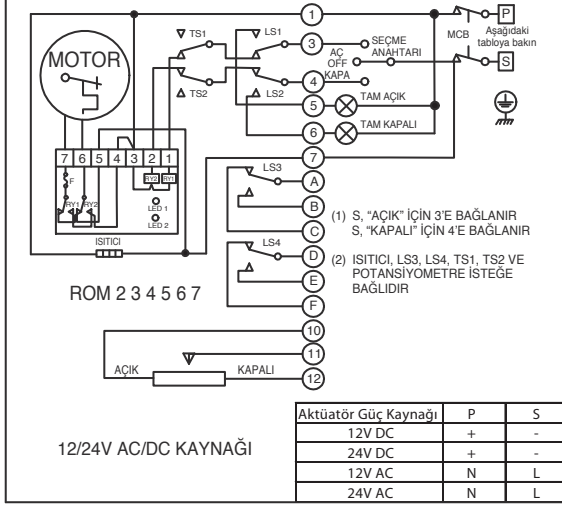 1
P
TS1
LS1
MCB
Aşağıdaki
tabloya bakın
MOTOR
3
SEÇME
ANAHTARI
AÇ
OFF
KAPA
S
4
TS2
LS2
5
TAM AÇIK
6
TAM KAPALI
7 6 5 4 3 2 1
7
F
RY2 RY1
LS3
A
RY1 RY2
LED 1
LED 2
B
C
(1) S, “AÇIK” İÇİN 3’E BAĞLANIR
S, “KAPALI” İÇİN 4’E BAĞLANIR
ISITICI
LS4
D
(2) ISITICI, LS3, LS4, TS1, TS2 VE
POTANSİYOMETRE İSTEĞE
BAĞLIDIR
E
ROM 2 3 4 5 6 7
F
10
11
AÇIK
KAPALI
12
Aktüatör Güç Kaynağı P S
12V DC + -
24V DC + -
12V AC N L
24V AC N L
12/24V AC/DC KAYNAĞI